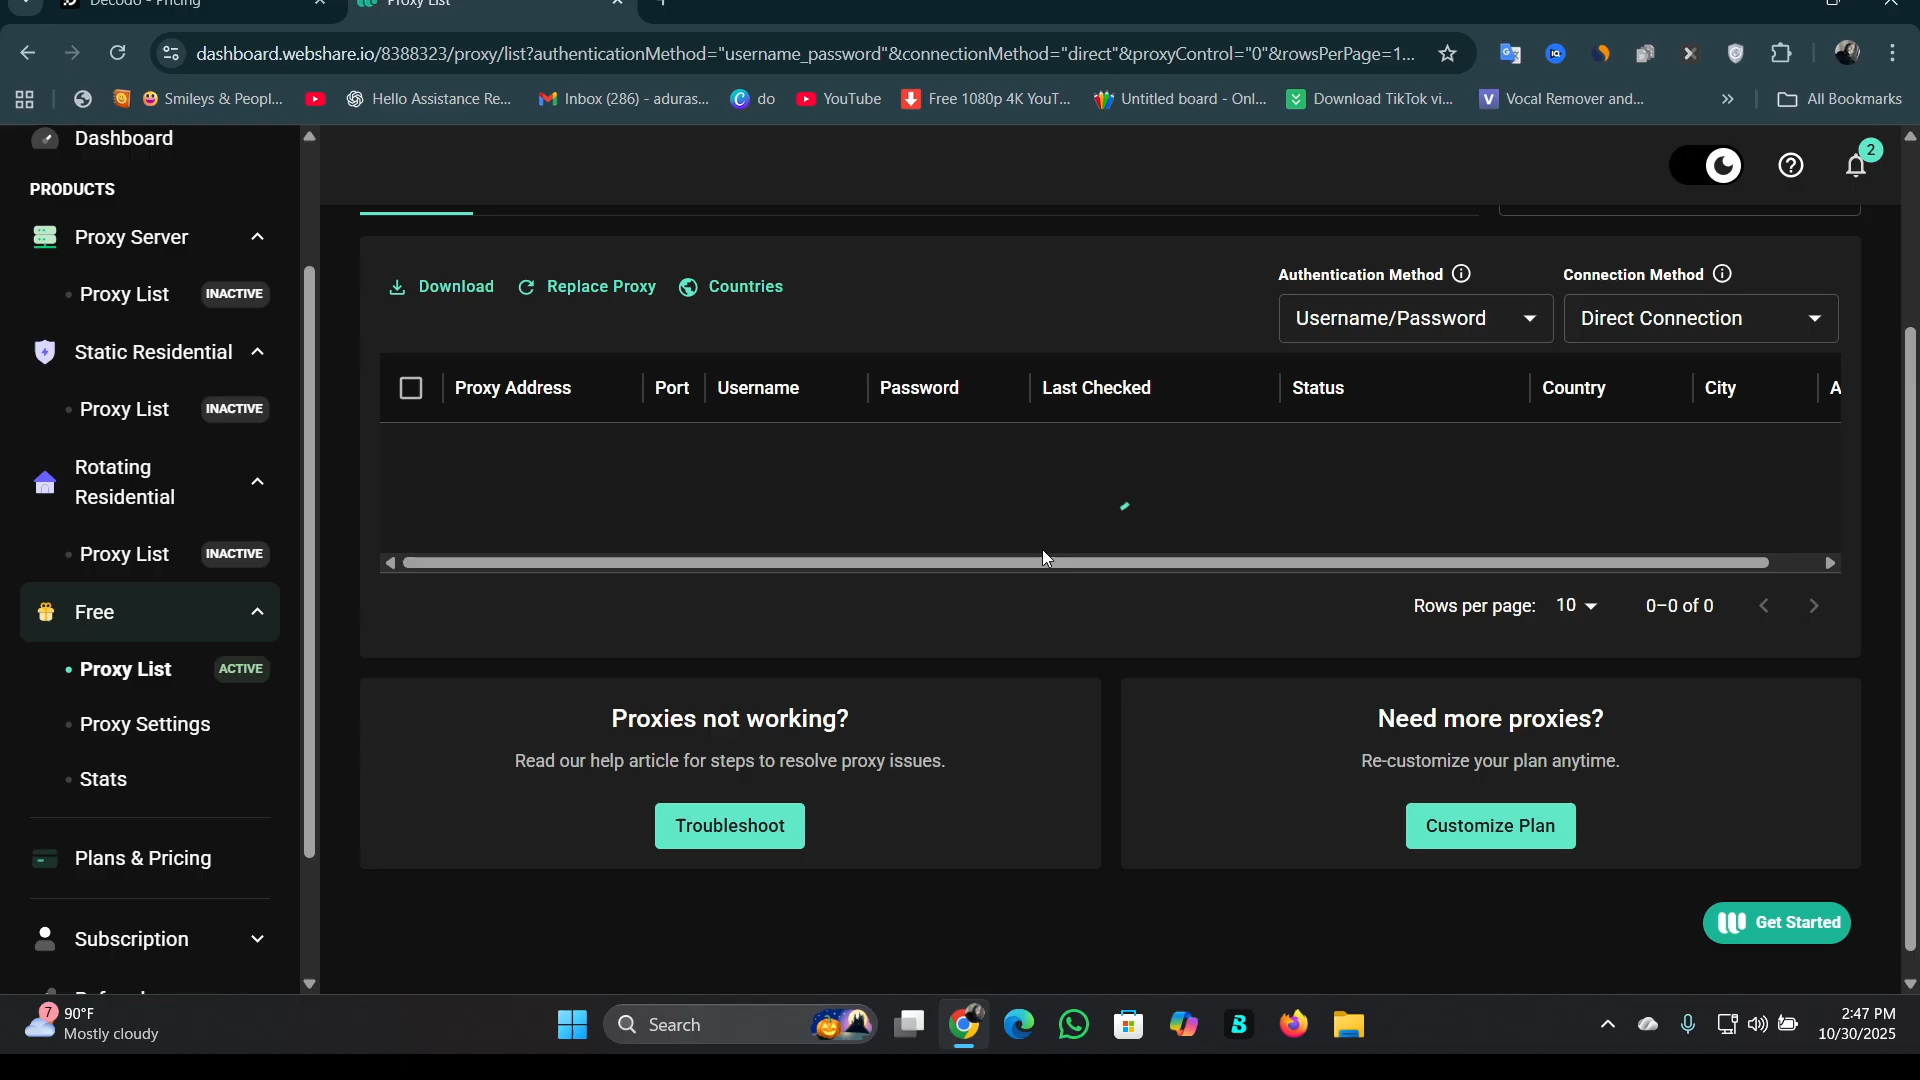 Decodo - Pricing
Proxy List
dashboard.webshare.io/8388323/proxy/list?authenticationMethod="username_password"&connectionMethod="direct"&proxyControl="0"&rowsPerPage=1...
Smileys & Peopl...
Hello Assistance Re...
Inbox (286) - aduras...
do
YouTube
Free 1080p 4K YouT...
Untitled board - Onl...
Download TikTok vi...
Vocal Remover and...
»
All Bookmarks
Dashboard
2
PRODUCTS
Proxy Server
Proxy List INACTIVE
Static Residential
Proxy List INACTIVE
Rotating
Residential
Proxy List INACTIVE
Free
Proxy List ACTIVE
Proxy Settings
Stats
Plans & Pricing
Subscription
Download
Replace Proxy
Countries
Authentication Method
Connection Method
Username/Password
Direct Connection
Proxy Address
Port
Username
Password
Last Checked
Status
Country
City
A
Rows per page: 10
0–0 of 0
Proxies not working?
Read our help article for steps to resolve proxy issues.
Troubleshoot
Need more proxies?
Re-customize your plan anytime.
Customize Plan
Get Started
7
90°F
Mostly cloudy
Search
2:47 PM
10/30/2025